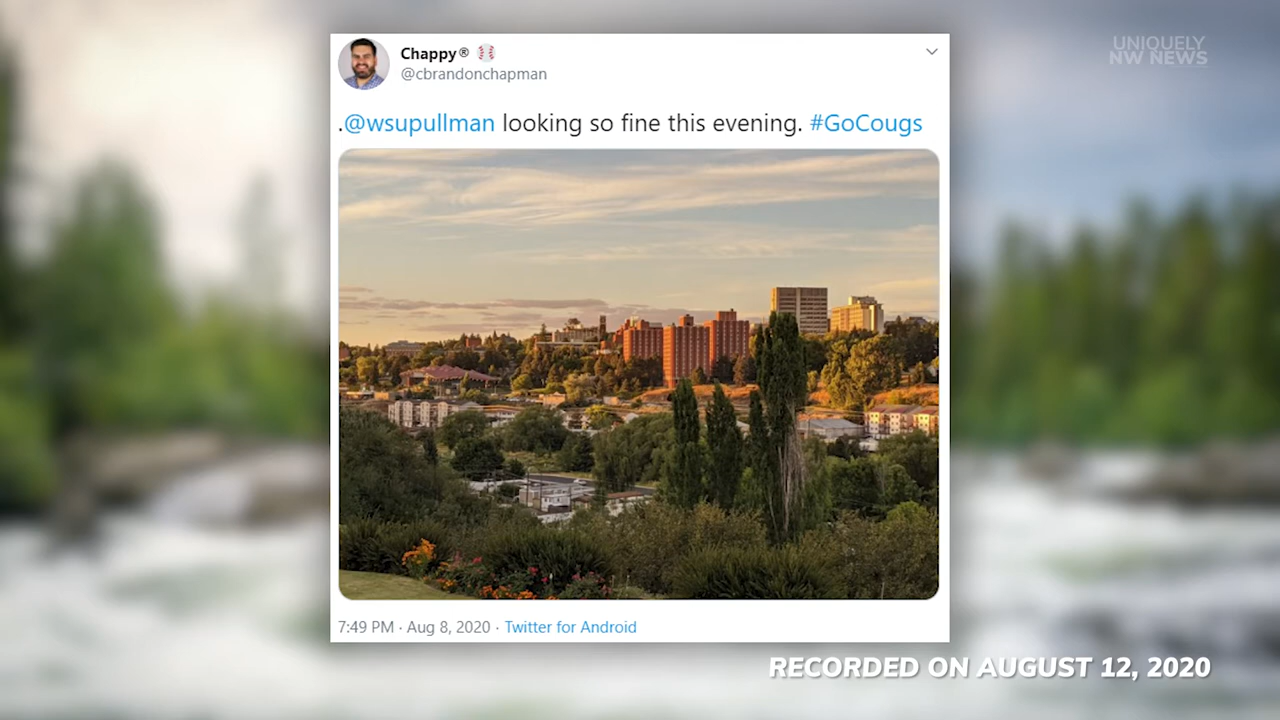 UNIQUELY
NW NEWS
Chappy® ⚾
@cbrandonchapman
.@wsupullman looking so fine this evening. #GoCougs
7:49 PM · Aug 8, 2020 · Twitter for Android
RECORDED ON AUGUST 12, 2020